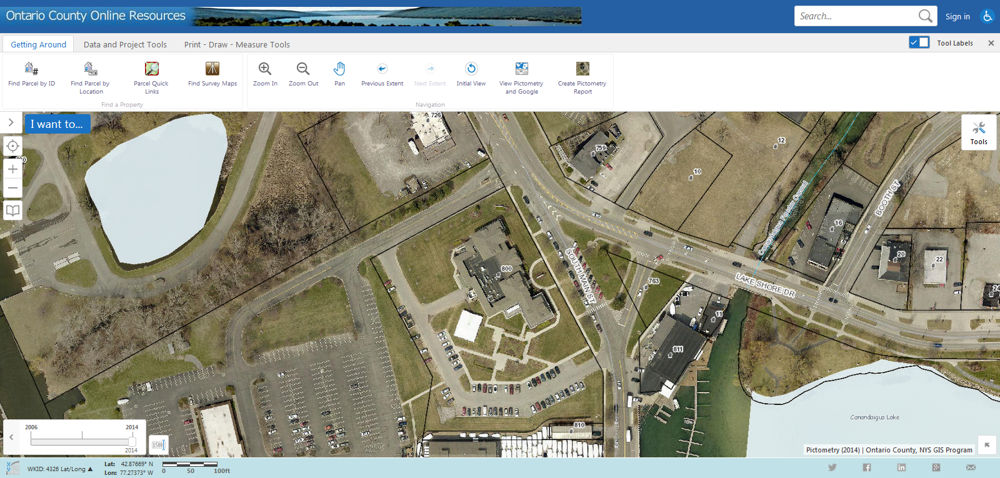 Ontario County Online Resources
Search...
Sign in
Getting Around
Data and Project Tools
Print - Draw - Measure Tools
Tool Labels
Find Parcel by ID
Find Parcel by
Location
Parcel Quick
Links
Find Survey Maps
Find a Property
Zoom In
Zoom Out
Pan
Previous Extent
Next Extent
Initial View
View Pictometry
and Google
Create Pictometry
Report
Navigation
I want to...
Tools
726
759
12
10
Canandaigua Feeder Cannal
BOOTH ST
16
20
22
24
800
SOUTH MAIN ST
763
LAKE SHORE DR
11
811
810
Canandaigua Lake
2006
2014
2014
1:500
Pictometry (2014) | Ontario County, NYS GIS Program
WKID: 4326 Lat/Long
Lat: 42.87669° N
Lon: 77.27373° W
0 50 100ft